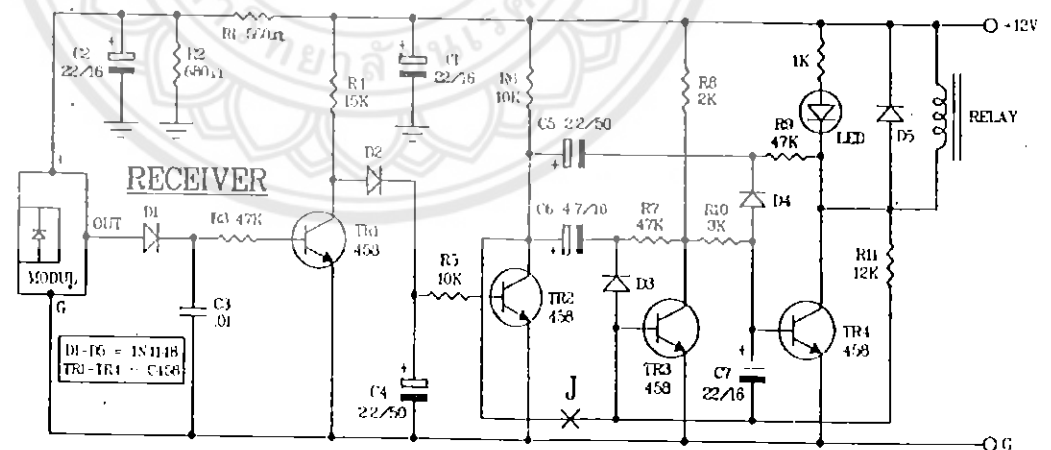 +12V
C2
22/16
R2
680Ω
R1 560Ω
R4
15K
C1
22/16
R6
10K
R8
2K
1K
LED
D5
RELAY
C5 22/50
R9
47K
D2
RECEIVER
OUT
D1
R3 47K
TR1
458
C6 47/10
R7
47K
R10
3K
D4
R11
12K
MODUL
G
C3
.01
R5
10K
TR2
458
D3
TR3
458
TR4
458
D1-D5 = 1N4148
TR1-TR4 = C458
C4
22/50
J
C7
22/16
G